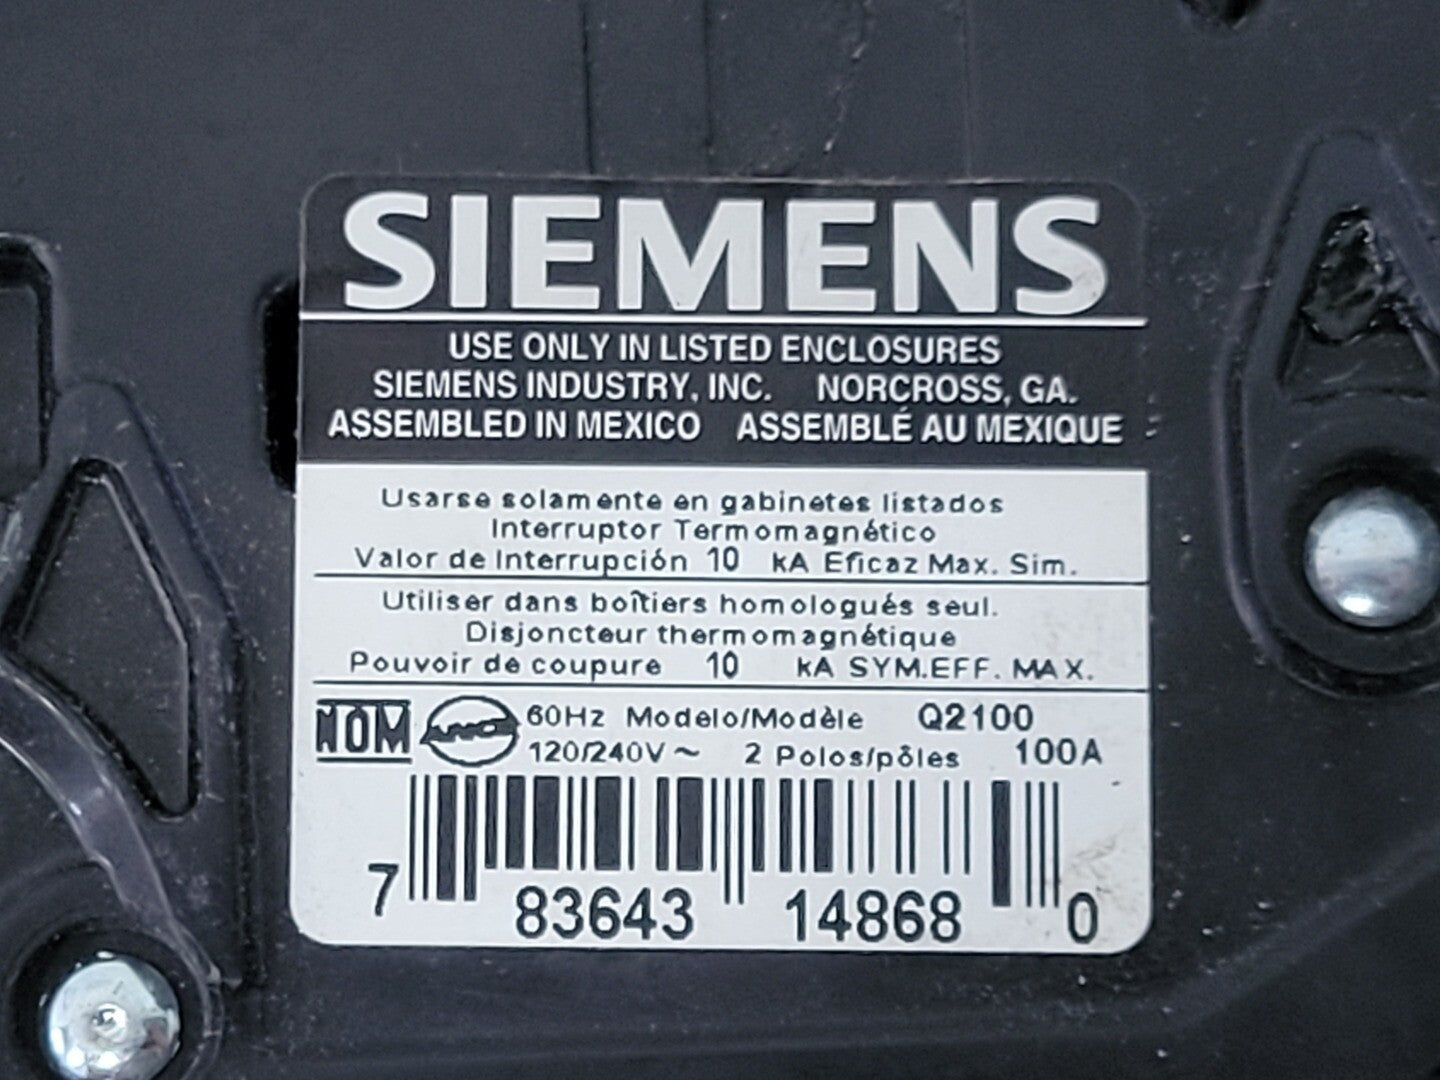 SIEMENS
USE ONLY IN LISTED ENCLOSURES
SIEMENS INDUSTRY, INC. NORCROSS, GA.
ASSEMBLED IN MEXICO ASSEMBLÉ AU MEXIQUE
Usarse solamente en gabinetes listados
Interruptor Termomagnético
Valor de Interrupción 10 kA Eficaz Max. Sim.
Utiliser dans boîtiers homologués seul.
Disjoncteur thermomagnétique
Pouvoir de coupure 10 kA SYM.EFF. MAX.
NOM ANCE 60Hz Modelo/Modèle Q2100
120/240V ~ 2 Polos/pôles 100A
7 83643 14868 0